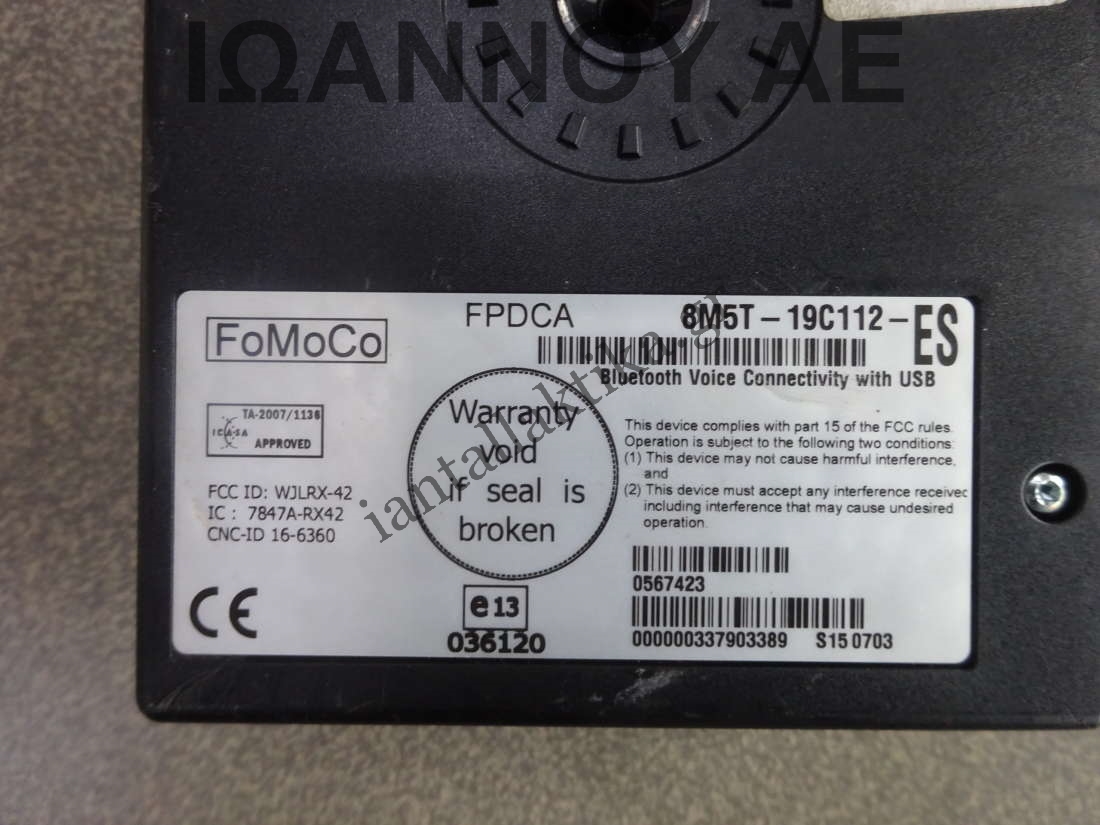 ΙΩΑΝΝΟΥ ΑΕ
FoMoCo
FPDCA
8M5T-19C112-ES
Bluetooth Voice Connectivity with USB
TA-2007/1136
ICASA
APPROVED
FCC ID: WJLRX-42
IC : 7847A-RX42
CNC-ID 16-6360
Warranty
void
if seal is
broken
This device complies with part 15 of the FCC rules.
Operation is subject to the following two conditions:
(1) This device may not cause harmful interference,
and
(2) This device must accept any interference received
including interference that may cause undesired
operation.
0567423
000000337903389 S15 0703
CE
e13
036120
iantallaktika.gr